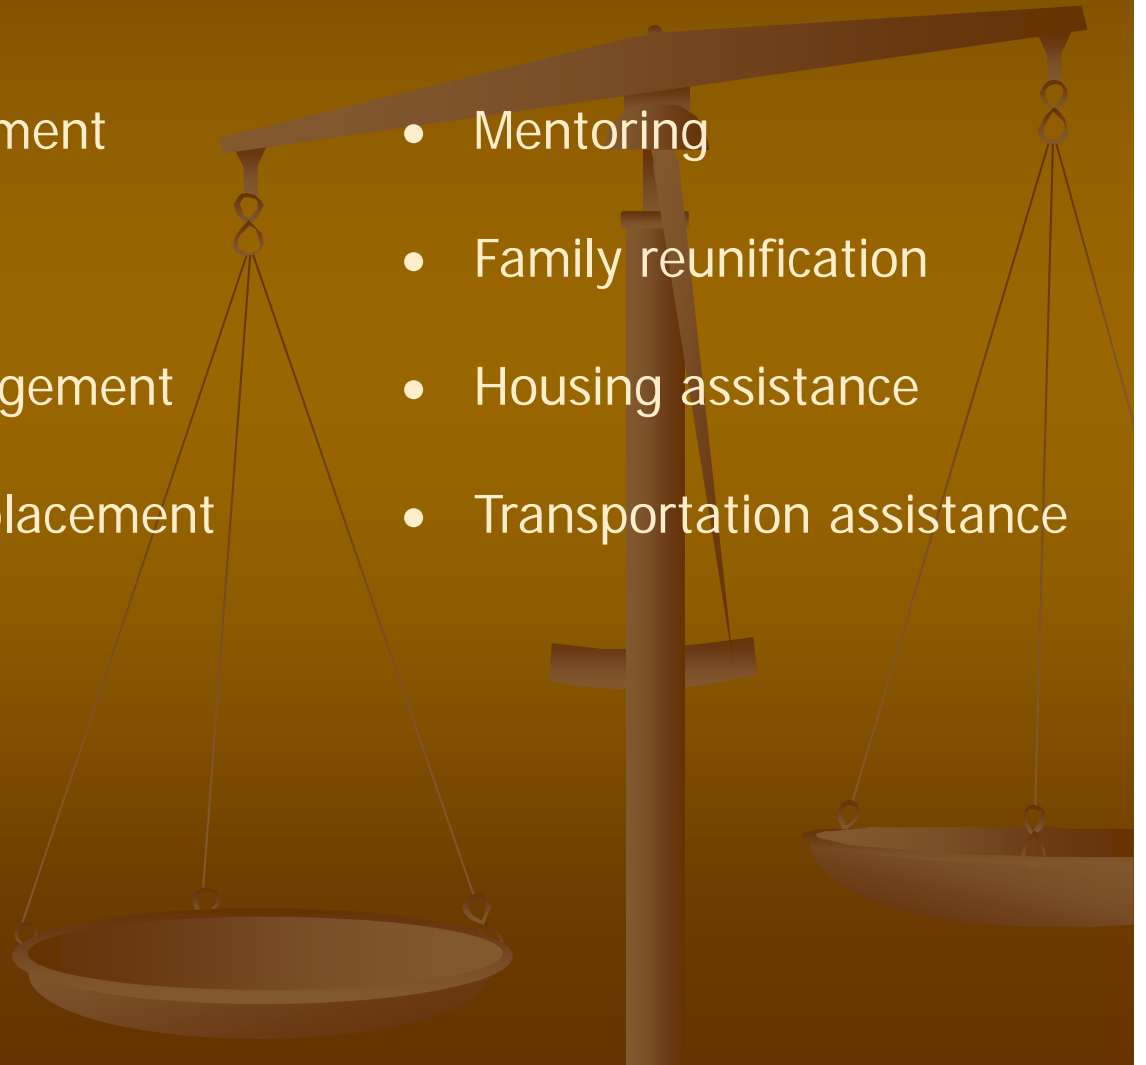 ment
• Mentoring
• Family reunification
gement
• Housing assistance
lacement
• Transportation assistance